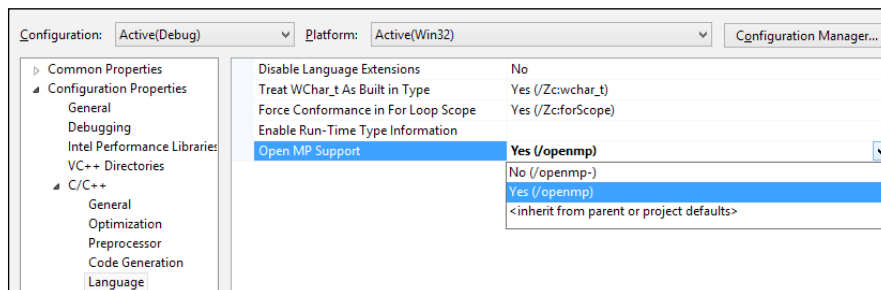 Configuration: Active(Debug) Platform: Active(Win32) Configuration Manager...
Common Properties
Configuration Properties
General
Debugging
Intel Performance Libraries
VC++ Directories
C/C++
General
Optimization
Preprocessor
Code Generation
Language
Disable Language Extensions No
Treat WChar_t As Built in Type Yes (/Zc:wchar_t)
Force Conformance in For Loop Scope Yes (/Zc:forScope)
Enable Run-Time Type Information
Open MP Support Yes (/openmp)
No (/openmp-)
Yes (/openmp)
<inherit from parent or project defaults>